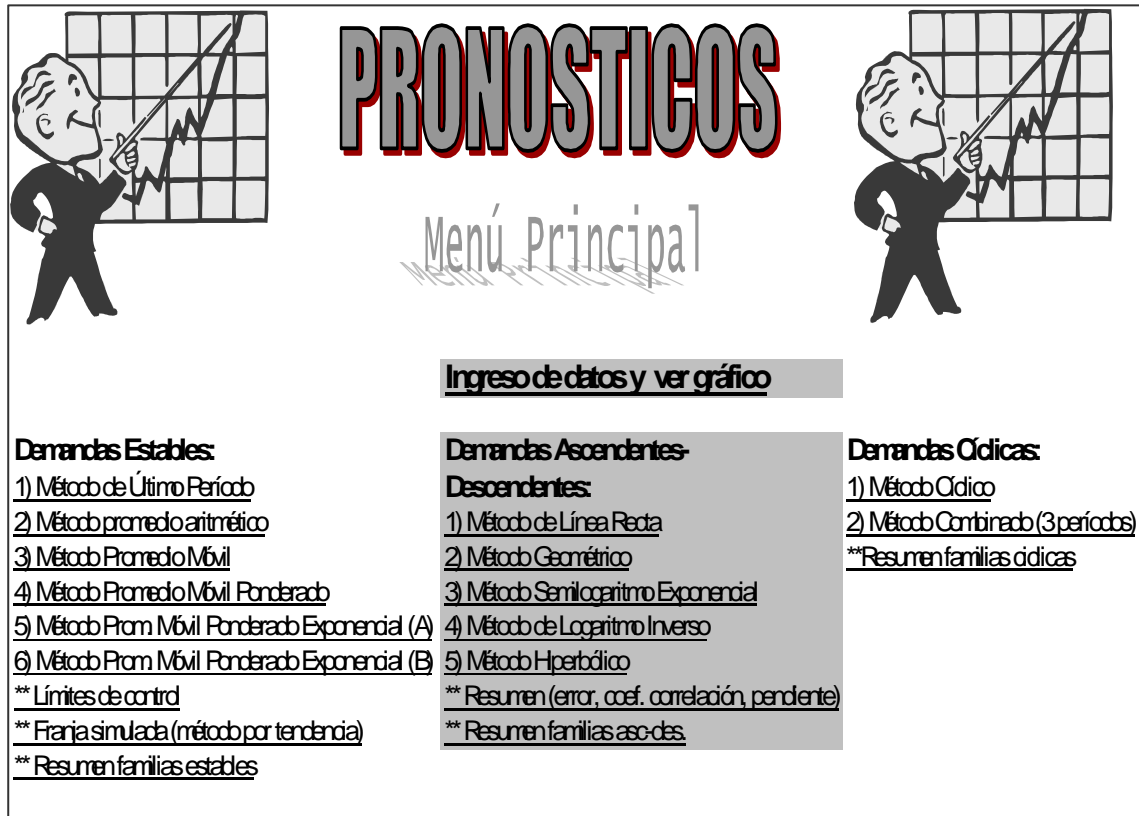 PRONOSTICOS
Menú Principal
Ingreso de datos y ver gráfico
Demandas Estables:
1) Método de Último Período
2) Método promedio aritmético
3) Método Promedio Móvil
4) Método Promedio Móvil Ponderado
5) Método Prom. Móvil Ponderado Exponencial (A)
6) Método Prom. Móvil Ponderado Exponencial (B)
** Límites de control
** Franja simulada (método por tendencia)
** Resumen familias estables
Demandas Ascendentes-
Descendentes:
1) Método de Línea Recta
2) Método Geométrico
3) Método Semilogaritmo Exponencial
4) Método de Logaritmo Inverso
5) Método Hperbólico
** Resumen (error, coef. correlación, pendiente)
** Resumen familias asc-des.
Demandas Cíclicas:
1) Método Cíclico
2) Método Combinado (3 períodos)
**Resumen familias ciclicas